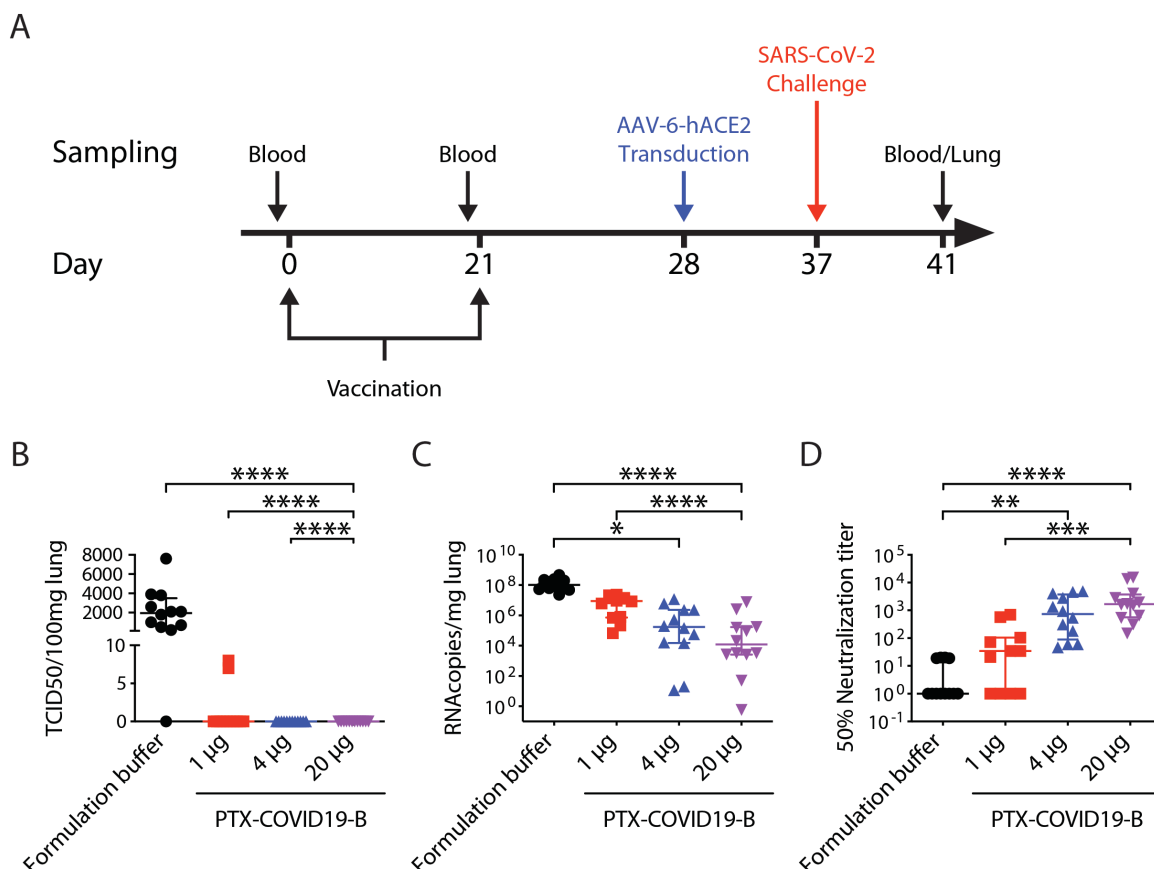 A
SARS-CoV-2
Challenge
AAV-6-hACE2
Transduction
Sampling
Blood
Blood
Blood/Lung
Day
0
21
28
37
41
Vaccination
B
****
****
****
TCID50/100mg lung
8000
6000
4000
2000
10
5
0
Formulation buffer
1 µg
4 µg
20 µg
PTX-COVID19-B
C
****
****
*
RNAcopies/mg lung
10^10
10^8
10^6
10^4
10^2
10^0
Formulation buffer
1 µg
4 µg
20 µg
PTX-COVID19-B
D
****
**
***
50% Neutralization titer
10^5
10^4
10^3
10^2
10^1
10^0
10^-1
Formulation buffer
1 µg
4 µg
20 µg
PTX-COVID19-B